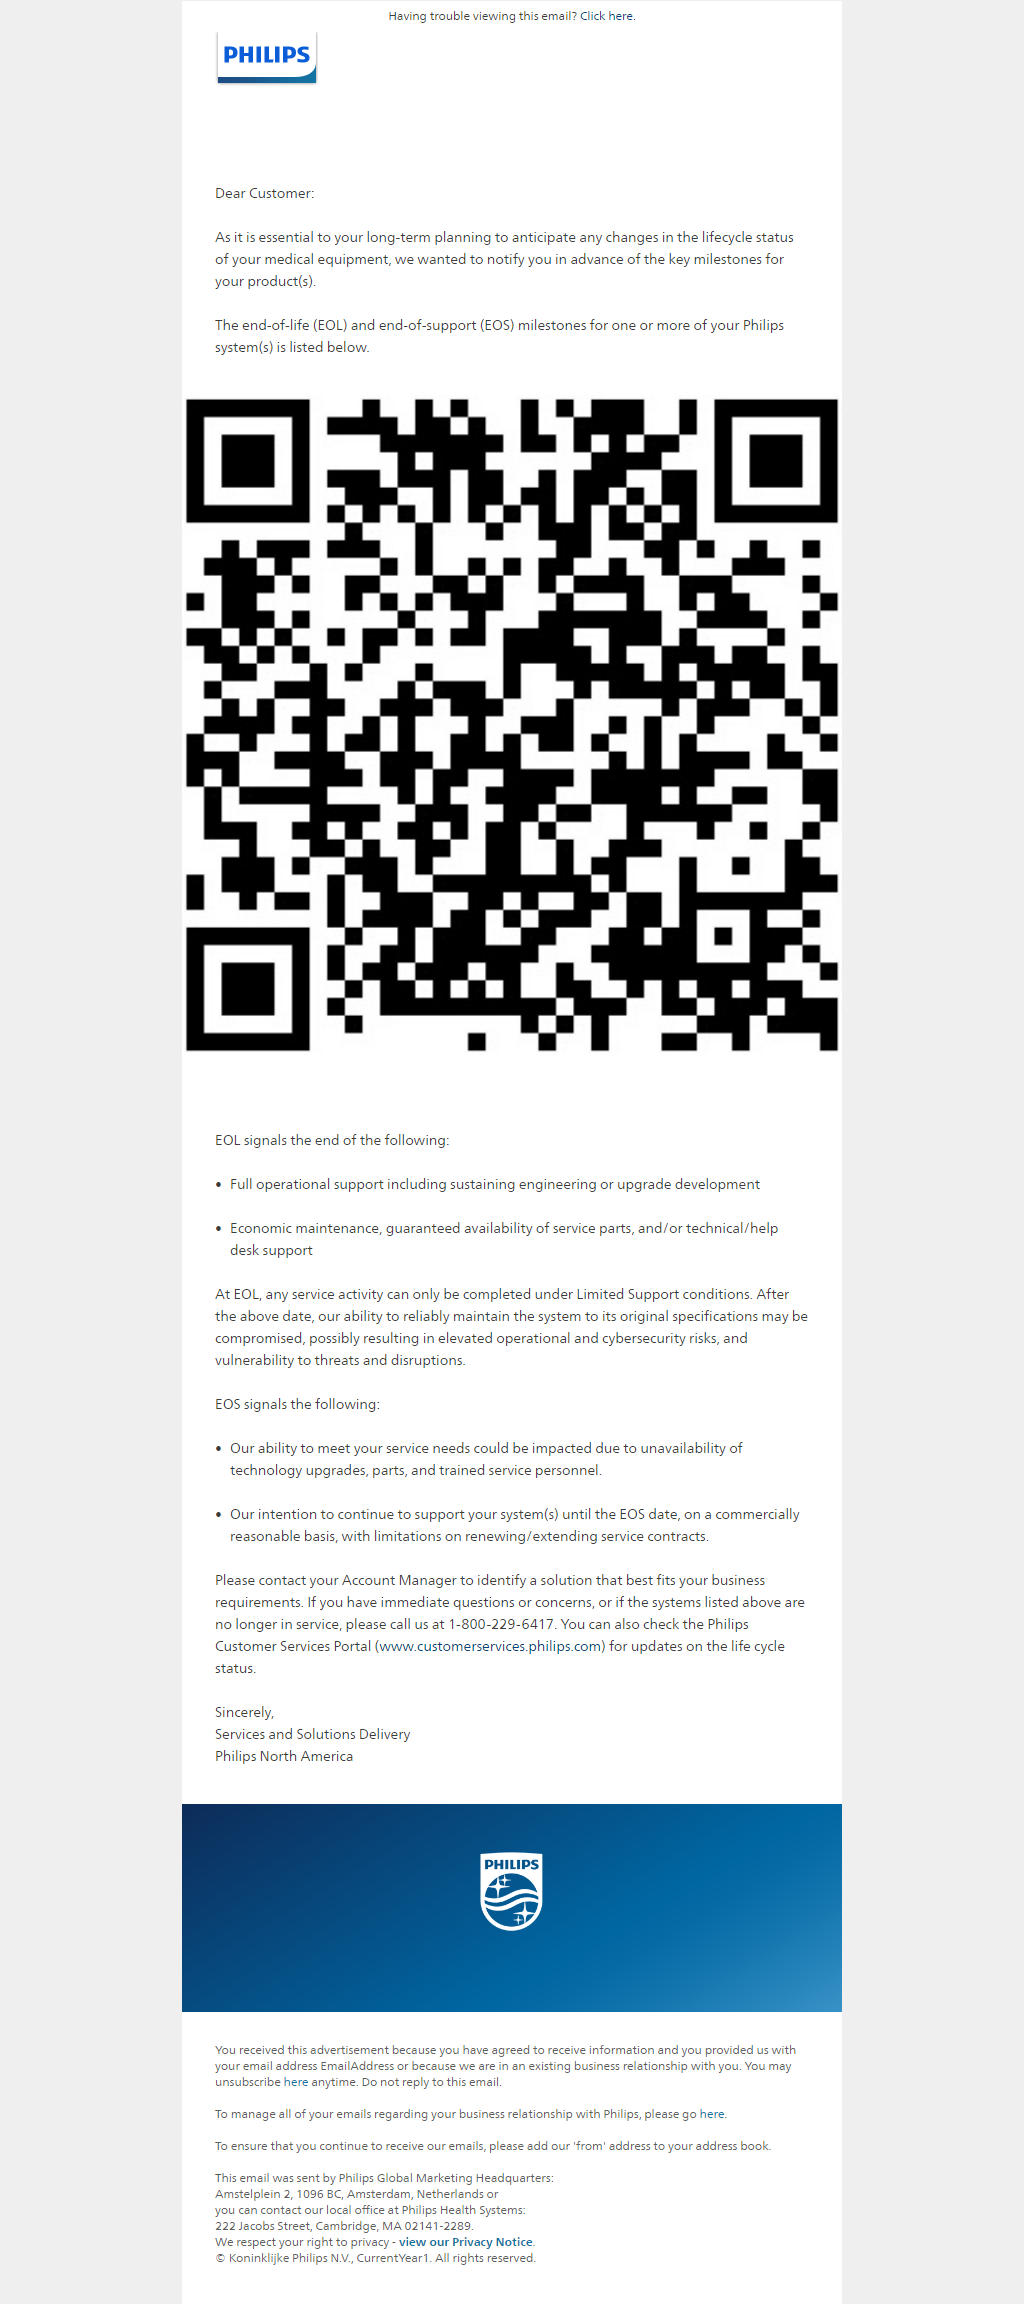 Having trouble viewing this email? Click here.
PHILIPS
Dear Customer:
As it is essential to your long-term planning to anticipate any changes in the lifecycle status
of your medical equipment, we wanted to notify you in advance of the key milestones for
your product(s).
The end-of-life (EOL) and end-of-support (EOS) milestones for one or more of your Philips
system(s) is listed below.
EOL signals the end of the following:
• Full operational support including sustaining engineering or upgrade development
• Economic maintenance, guaranteed availability of service parts, and/or technical/help
desk support
At EOL, any service activity can only be completed under Limited Support conditions. After
the above date, our ability to reliably maintain the system to its original specifications may be
compromised, possibly resulting in elevated operational and cybersecurity risks, and
vulnerability to threats and disruptions.
EOS signals the following:
• Our ability to meet your service needs could be impacted due to unavailability of
technology upgrades, parts, and trained service personnel.
• Our intention to continue to support your system(s) until the EOS date, on a commercially
reasonable basis, with limitations on renewing/extending service contracts.
Please contact your Account Manager to identify a solution that best fits your business
requirements. If you have immediate questions or concerns, or if the systems listed above are
no longer in service, please call us at 1-800-229-6417. You can also check the Philips
Customer Services Portal (www.customerservices.philips.com) for updates on the life cycle
status.
Sincerely,
Services and Solutions Delivery
Philips North America
PHILIPS
You received this advertisement because you have agreed to receive information and you provided us with
your email address EmailAddress or because we are in an existing business relationship with you. You may
unsubscribe here anytime. Do not reply to this email.
To manage all of your emails regarding your business relationship with Philips, please go here.
To ensure that you continue to receive our emails, please add our 'from' address to your address book.
This email was sent by Philips Global Marketing Headquarters:
Amstelplein 2, 1096 BC, Amsterdam, Netherlands or
you can contact our local office at Philips Health Systems:
222 Jacobs Street, Cambridge, MA 02141-2289.
We respect your right to privacy - view our Privacy Notice.
© Koninklijke Philips N.V., CurrentYear1. All rights reserved.